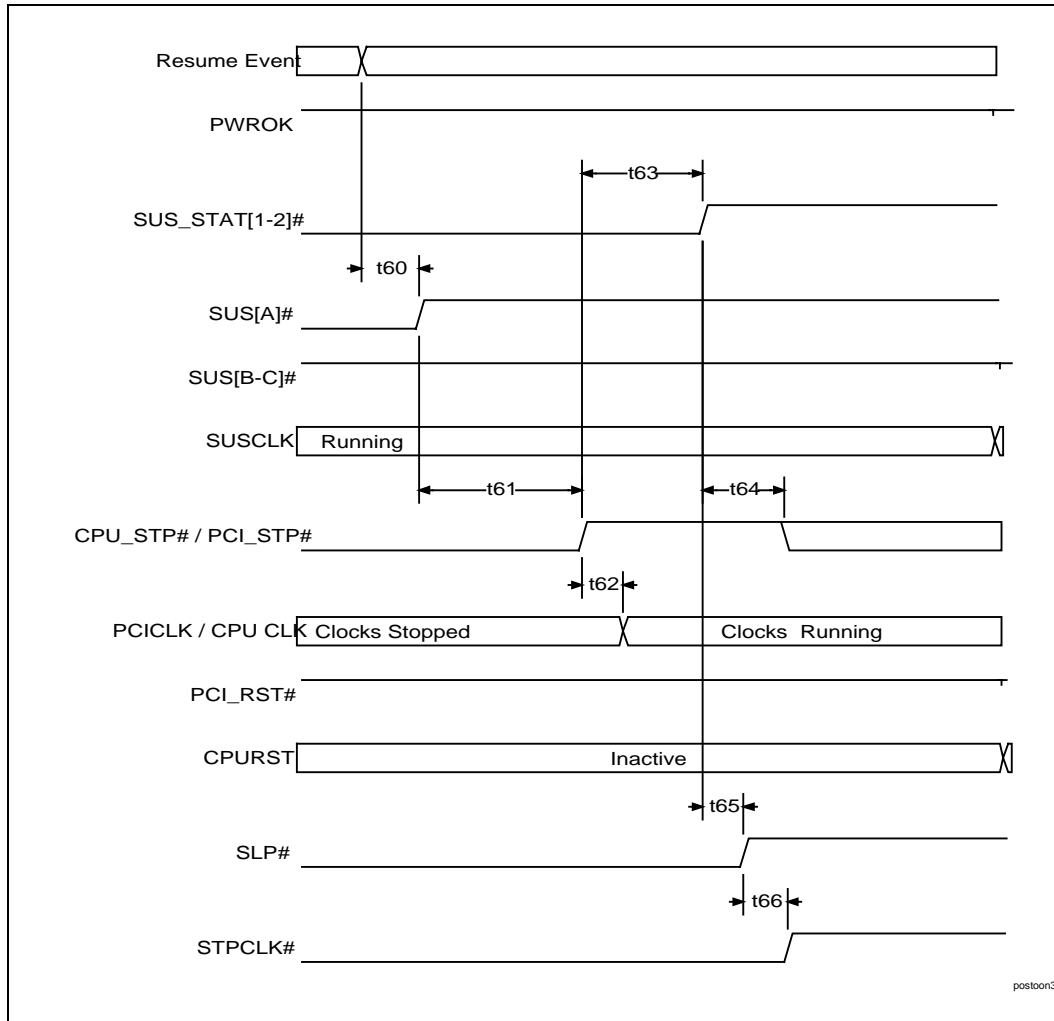 Resume Event
PWROK
t63
SUS_STAT[1-2]#
t60
SUS[A]#
SUS[B-C]#
SUSCLK Running
t61 t64
CPU_STP# / PCI_STP#
t62
PCICLK / CPU CLK Clocks Stopped Clocks Running
PCI_RST#
CPURST Inactive
t65
SLP#
t66
STPCLK#
postoon3